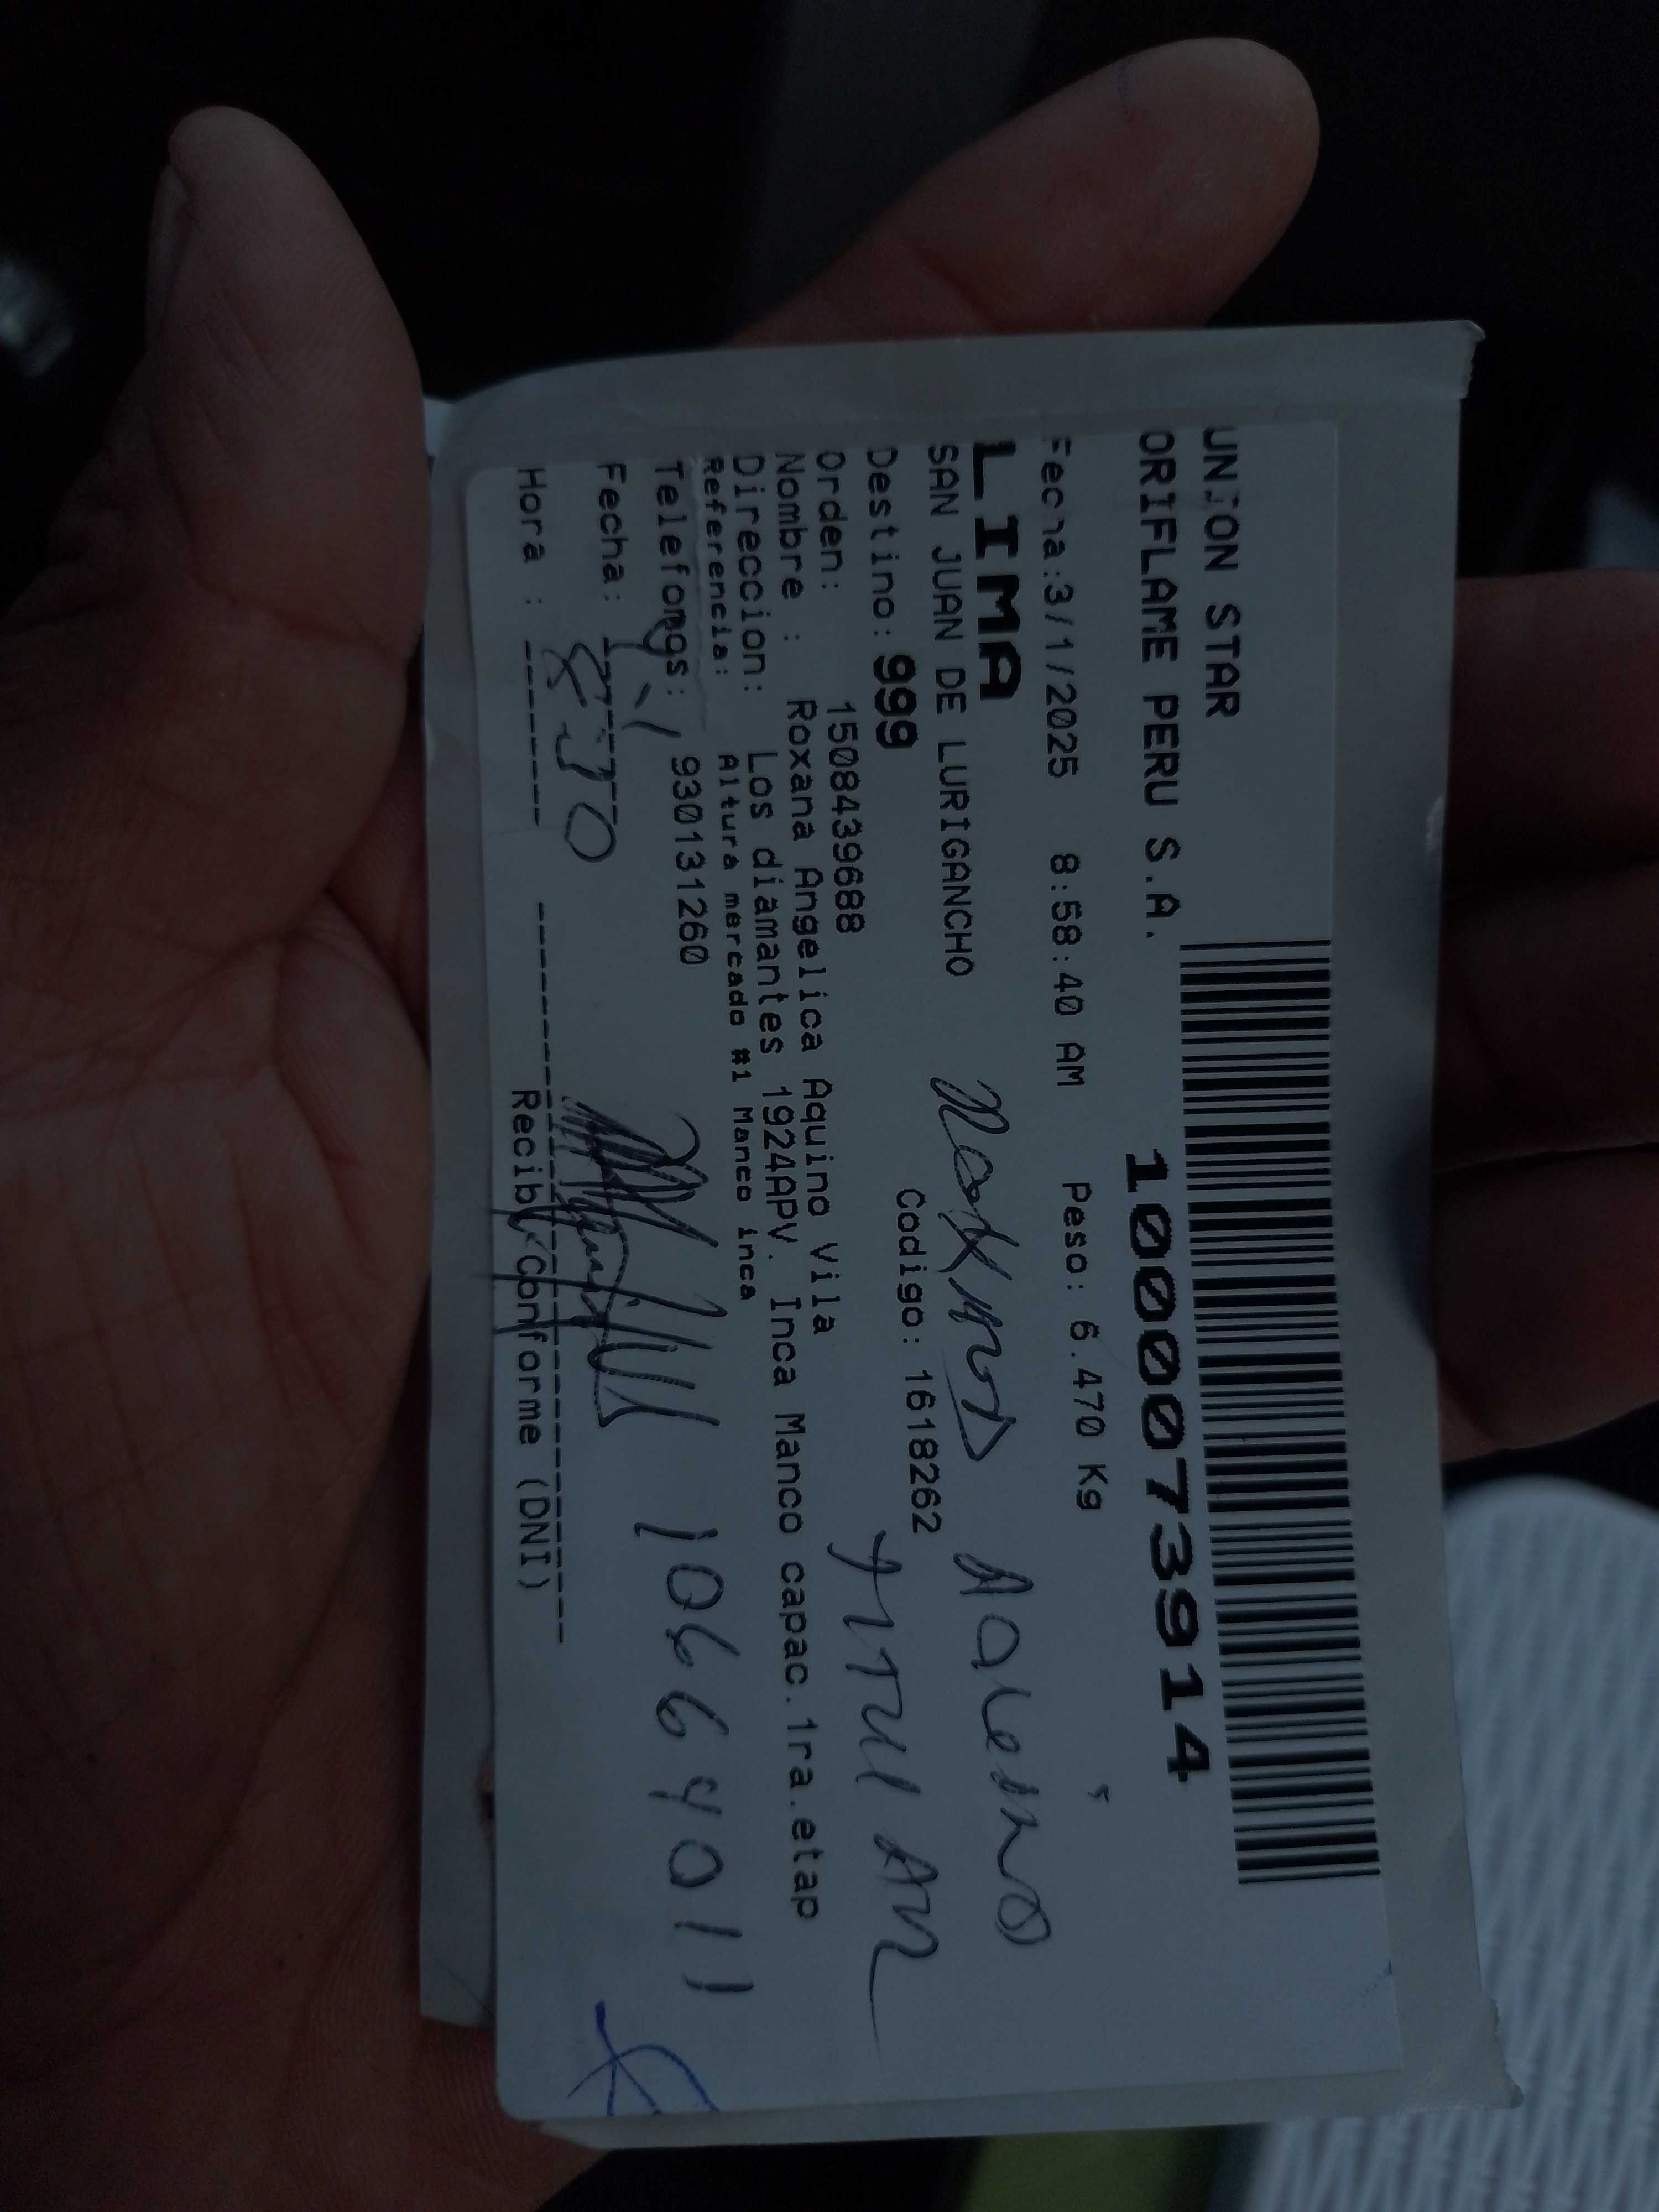 UNION STAR
ORIFLAME PERU S.A.
1000073914
Fecha:3/1/2025 8:58:40 AM Peso: 6.470 Kg
LIMA
SAN JUAN DE LURIGANCHO
Destino: 999 Codigo: 1618262
Orden: 1508439688
Nombre : Roxana Angelica Aquino Vila
Direccion: Los diamantes 1924APV. Inca Manco capac.1ra.etap
Referencia: Altura mercado #1 Manco inca
Telefonos: 930131260
10664011
Fecha:
Hora :
Recibi Conforme (DNI)